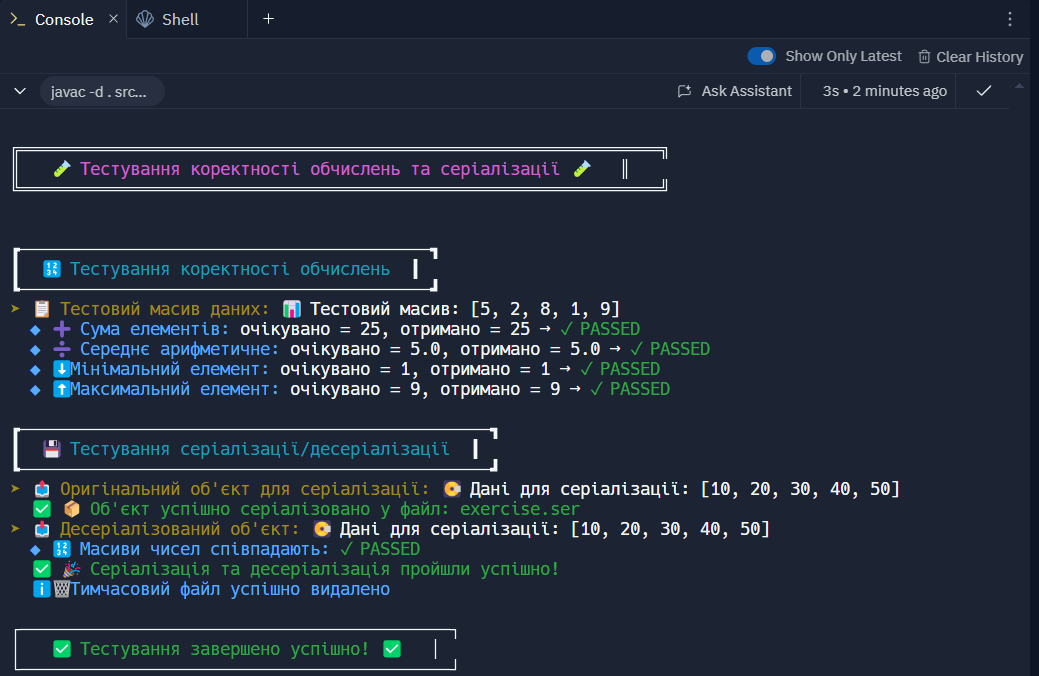 Console × Shell +
Show Only Latest Clear History
javac -d . src... Ask Assistant 3s • 2 minutes ago
🧪 Тестування коректності обчислень та серіалізації 🧪
🔢 Тестування коректності обчислень
➤ 📋 Тестовий масив даних: 📊 Тестовий масив: [5, 2, 8, 1, 9]
◆ ➕ Сума елементів: очікувано = 25, отримано = 25 → ✓ PASSED
◆ ➗ Середнє арифметичне: очікувано = 5.0, отримано = 5.0 → ✓ PASSED
◆ ⬇️Мінімальний елемент: очікувано = 1, отримано = 1 → ✓ PASSED
◆ ⬆️Максимальний елемент: очікувано = 9, отримано = 9 → ✓ PASSED
💾 Тестування серіалізації/десеріалізації
➤ 📤 Оригінальний об'єкт для серіалізації: 📀 Дані для серіалізації: [10, 20, 30, 40, 50]
✅ 📦 Об'єкт успішно серіалізовано у файл: exercise.ser
➤ 📤 Десеріалізований об'єкт: 📀 Дані для серіалізації: [10, 20, 30, 40, 50]
◆ 🔢 Масиви чисел співпадають: ✓ PASSED
✅ 🎉 Серіалізація та десеріалізація пройшли успішно!
ℹ️🗑️Тимчасовий файл успішно видалено
✅ Тестування завершено успішно! ✅